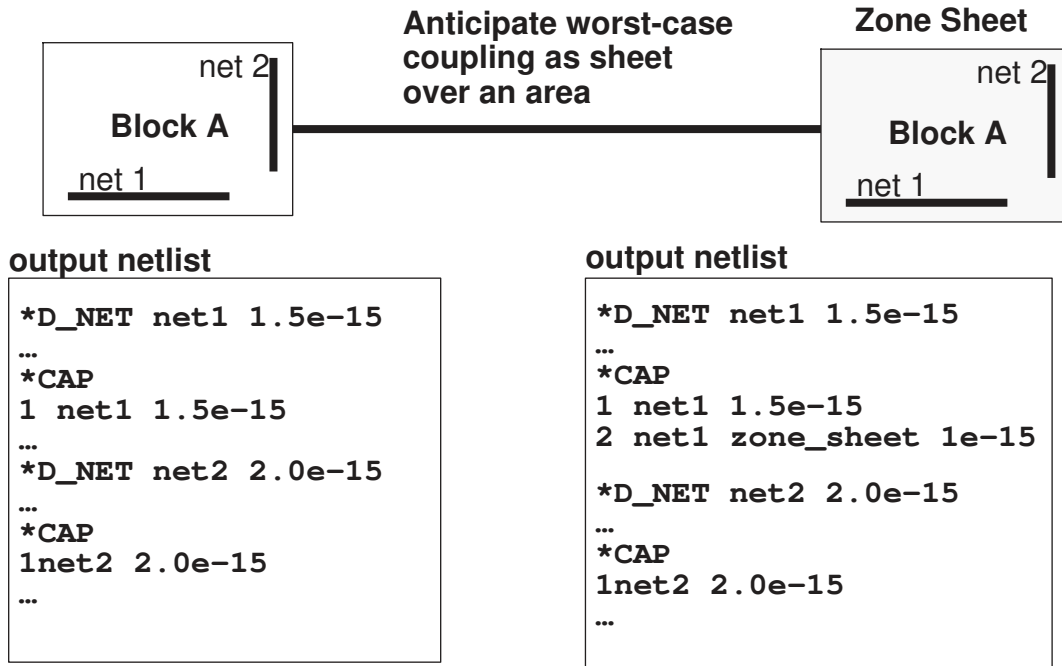 Anticipate worst-case
coupling as sheet
over an area
Zone Sheet
net 2
Block A
net 1
net 2
Block A
net 1
output netlist
*D_NET net1 1.5e-15
…
*CAP
1 net1 1.5e-15
…
*D_NET net2 2.0e-15
…
*CAP
1net2 2.0e-15
…
output netlist
*D_NET net1 1.5e-15
…
*CAP
1 net1 1.5e-15
2 net1 zone_sheet 1e-15
*D_NET net2 2.0e-15
…
*CAP
1net2 2.0e-15
…